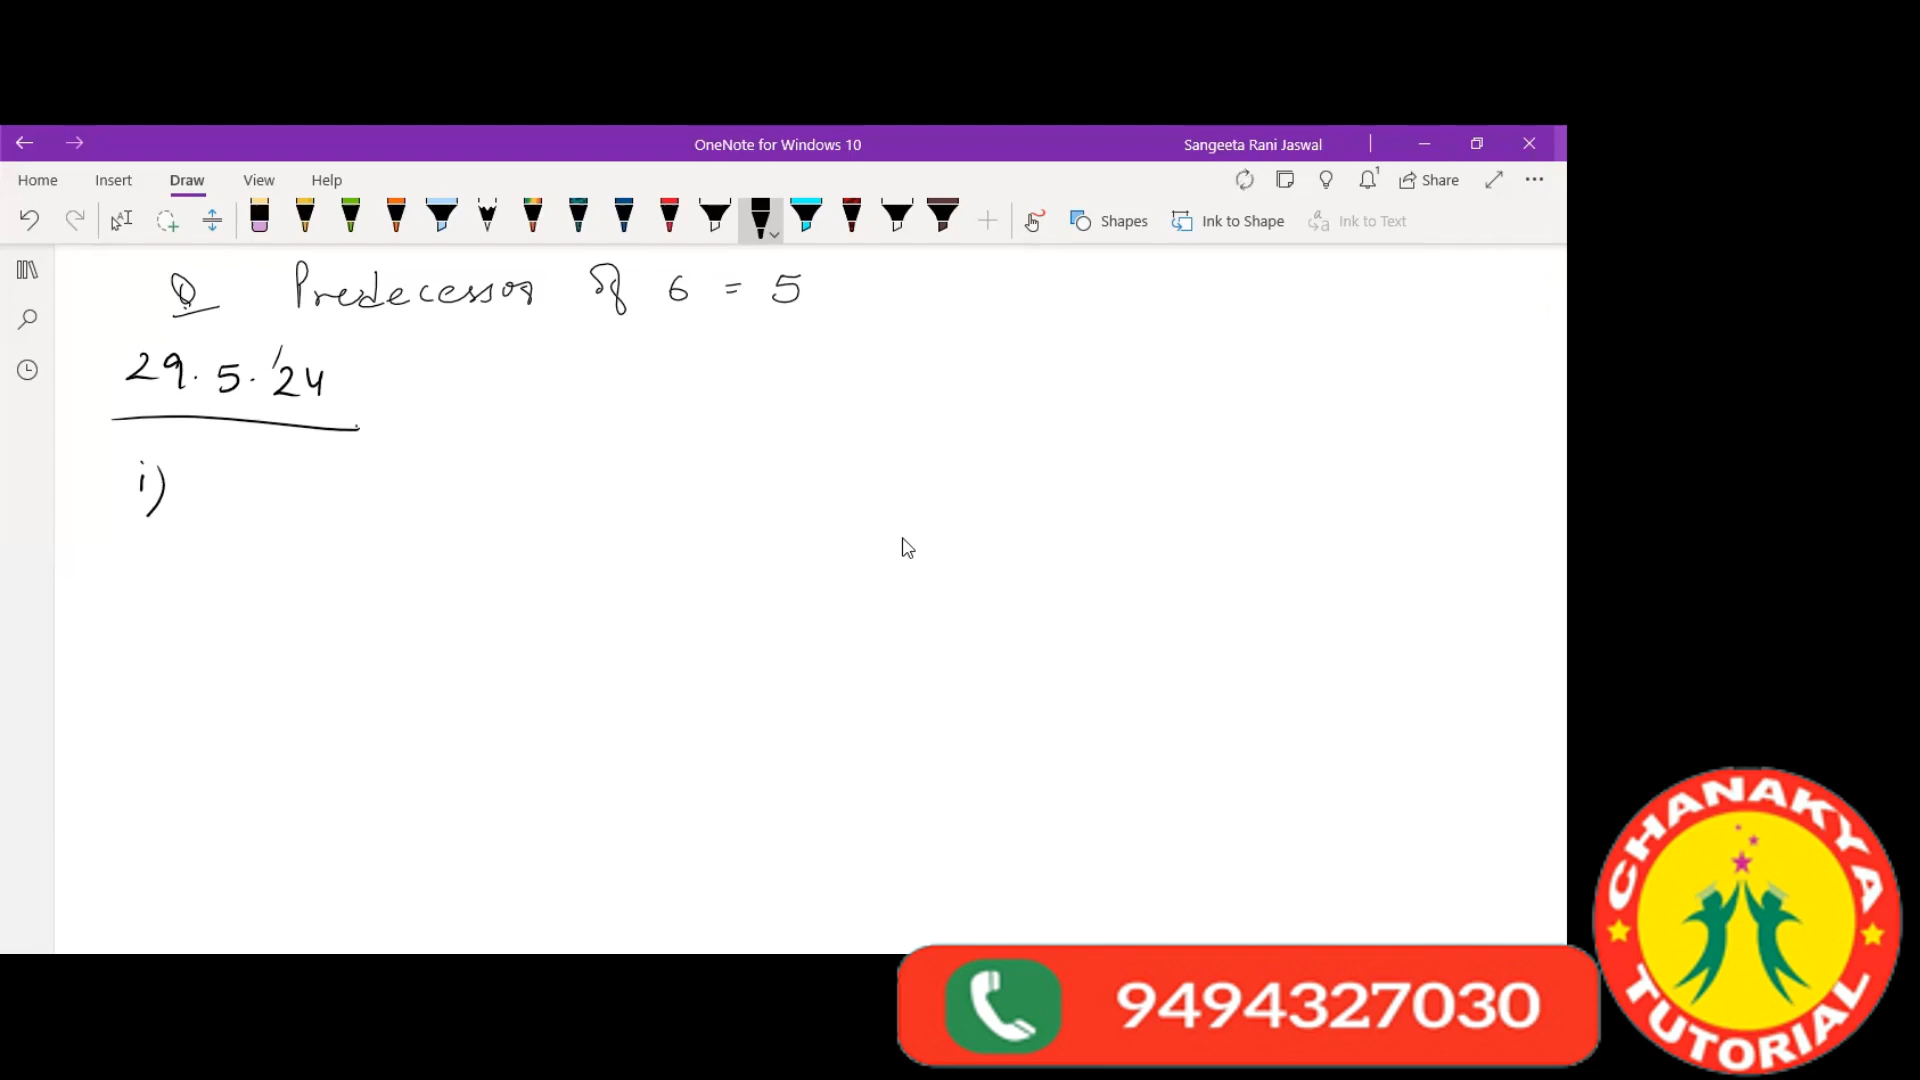 OneNote for Windows 10
Sangeeta Rani Jaswal
Home Insert Draw View Help
Share
Shapes Ink to Shape Ink to Text
Q Predecessor of 6 = 5
29.5.'24
i)
9494327030
CHANAKYA
TUTORIAL